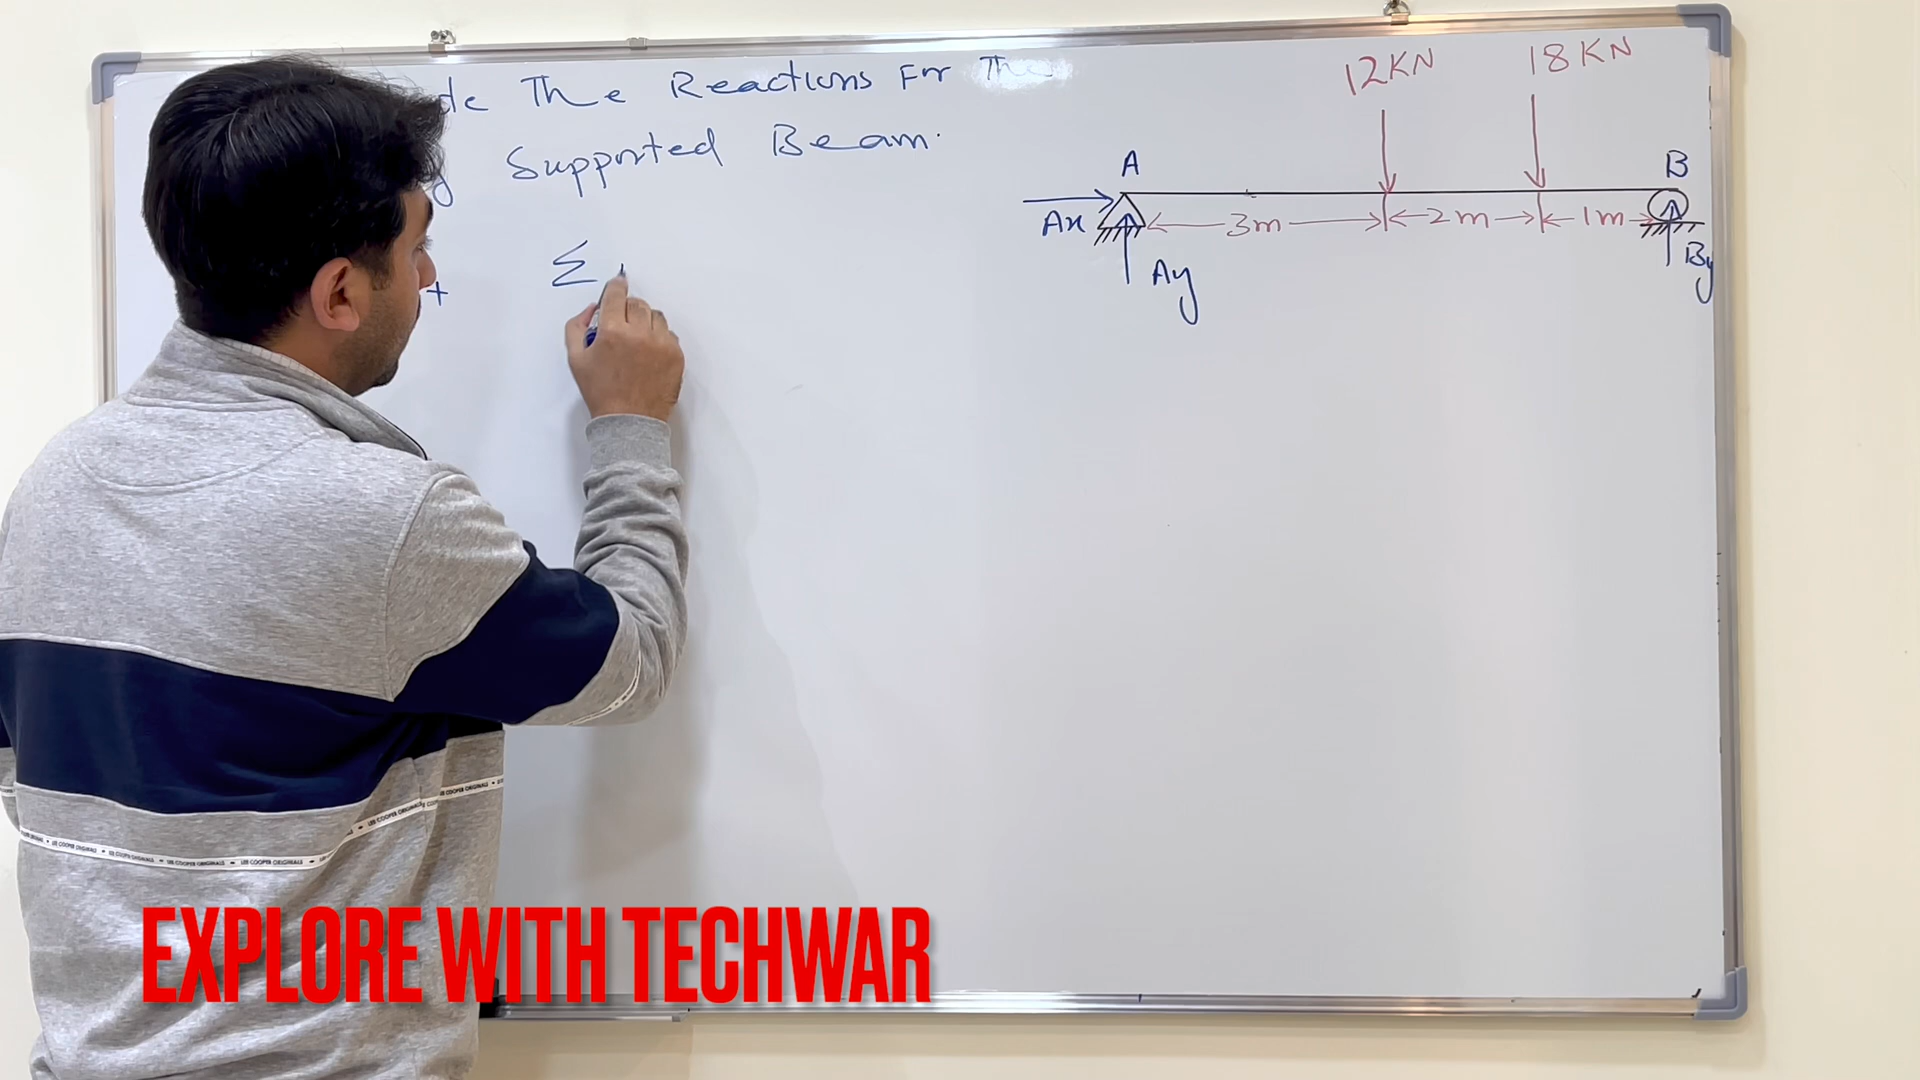 de The Reactions For The
Supported Beam.
12KN
18KN
A
B
Ax
3m
2m
1m
Ay
By
+
Σ
EXPLORE WITH TECHWAR